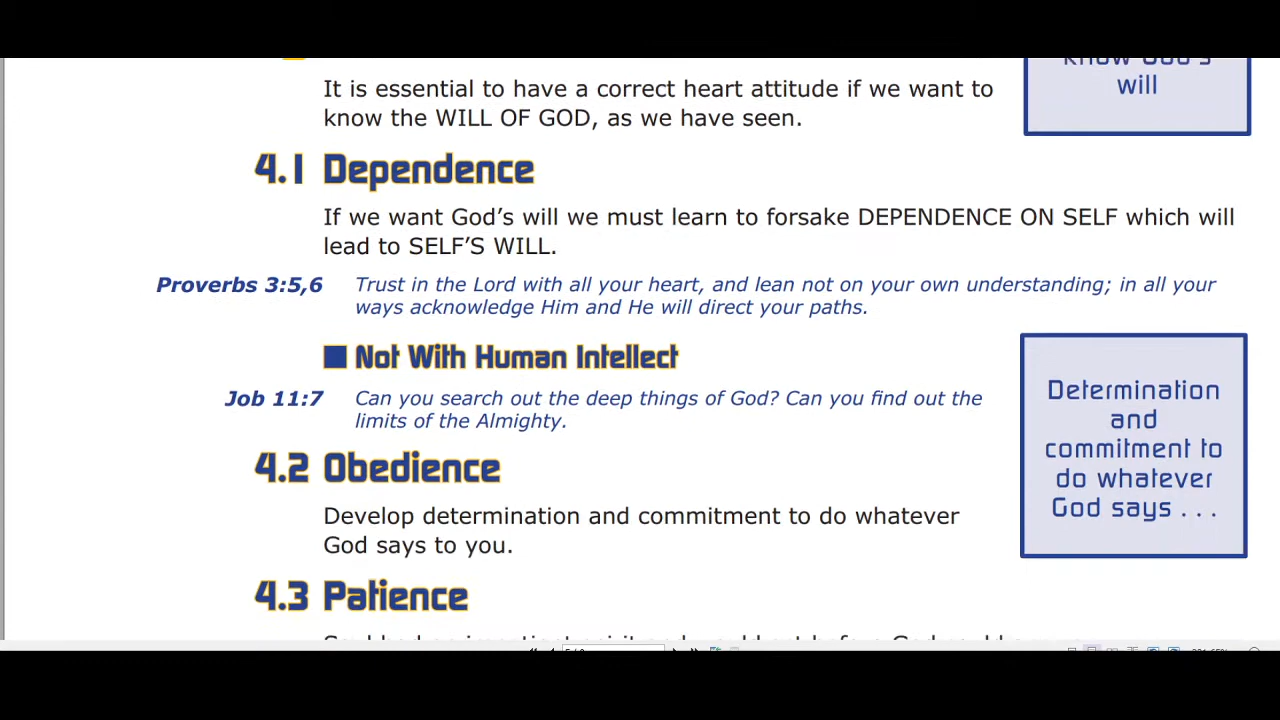 know God's
will
It is essential to have a correct heart attitude if we want to
know the WILL OF GOD, as we have seen.
4.1 Dependence
If we want God's will we must learn to forsake DEPENDENCE ON SELF which will
lead to SELF'S WILL.
Proverbs 3:5,6 Trust in the Lord with all your heart, and lean not on your own understanding; in all your
ways acknowledge Him and He will direct your paths.
Not With Human Intellect
Job 11:7 Can you search out the deep things of God? Can you find out the
limits of the Almighty.
Determination
and
commitment to
do whatever
God says . . .
4.2 Obedience
Develop determination and commitment to do whatever
God says to you.
4.3 Patience